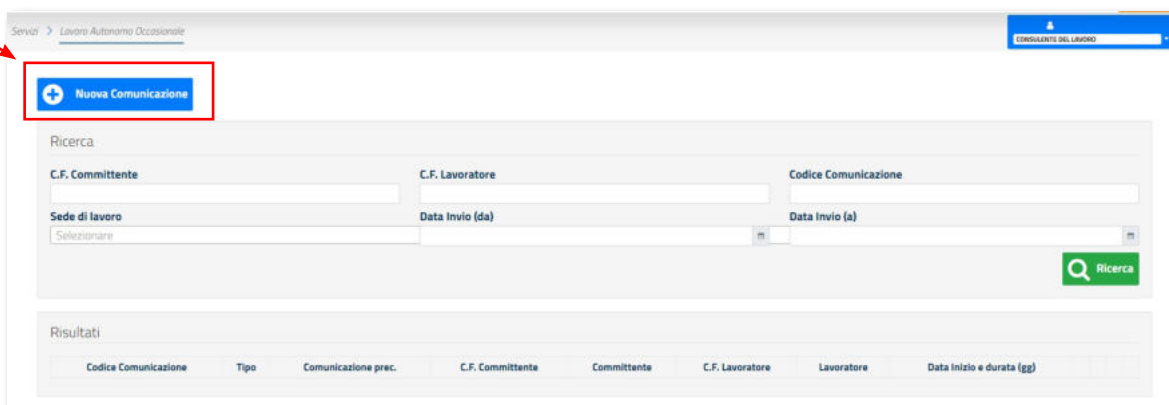 Servizi > Lavoro Autonomo Occasionale
CONSULENTE DEL LAVORO
Nuova Comunicazione
Ricerca
C.F. Committente C.F. Lavoratore Codice Comunicazione
Sede di lavoro Data Invio (da) Data Invio (a)
Selezionare
Ricerca
Risultati
Codice Comunicazione Tipo Comunicazione prec. C.F. Committente Committente C.F. Lavoratore Lavoratore Data Inizio e durata (gg)